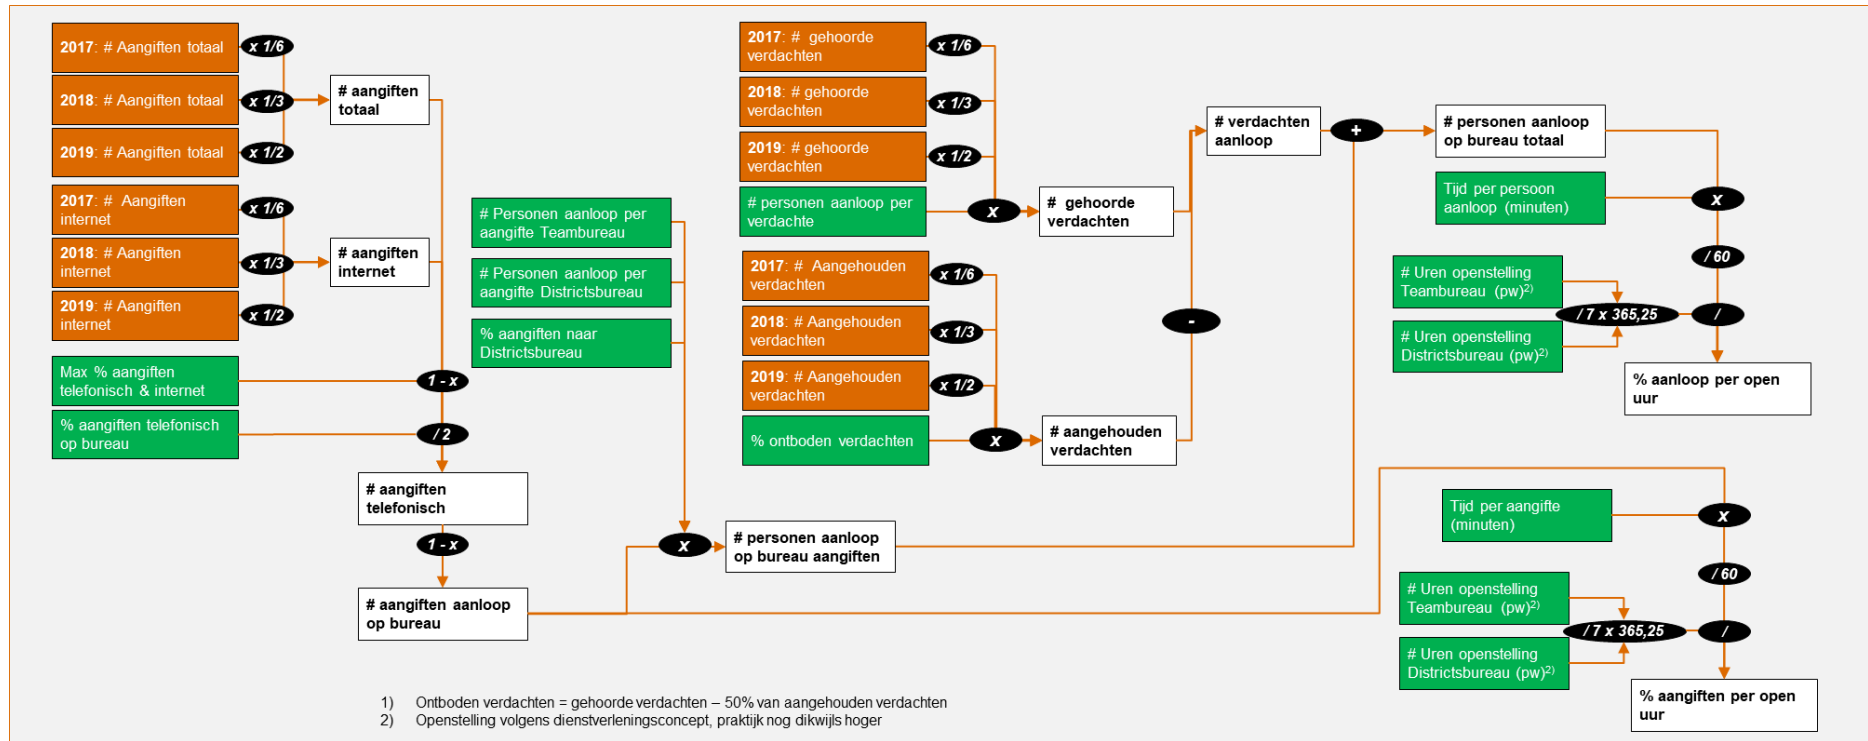 2017: # Aangiften totaal
x 1/6
2018: # Aangiften totaal
x 1/3
2019: # Aangiften totaal
x 1/2
# aangiften
totaal
2017: # Aangiften
internet
x 1/6
2018: # Aangiften
internet
x 1/3
2019: # Aangiften
internet
x 1/2
# aangiften
internet
Max % aangiften
telefonisch & internet
1 - x
% aangiften telefonisch
op bureau
/ 2
# aangiften
telefonisch
1 - x
# aangiften aanloop
op bureau
# Personen aanloop per
aangifte Teambureau
# Personen aanloop per
aangifte Districtsbureau
% aangiften naar
Districtsbureau
x
# personen aanloop
op bureau aangiften
2017: # gehoorde
verdachten
x 1/6
2018: # gehoorde
verdachten
x 1/3
2019: # gehoorde
verdachten
x 1/2
# personen aanloop per
verdachte
x
# gehoorde
verdachten
2017: # Aangehouden
verdachten
x 1/6
2018: # Aangehouden
verdachten
x 1/3
2019: # Aangehouden
verdachten
x 1/2
% ontboden verdachten
x
# aangehouden
verdachten
-
# verdachten
aanloop
+
# personen aanloop
op bureau totaal
Tijd per persoon
aanloop (minuten)
x
/ 60
# Uren openstelling
Teambureau (pw)2)
/ 7 x 365,25
/
# Uren openstelling
Districtsbureau (pw)2)
% aanloop per open
uur
Tijd per aangifte
(minuten)
x
/ 60
# Uren openstelling
Teambureau (pw)2)
/ 7 x 365,25
/
# Uren openstelling
Districtsbureau (pw)2)
% aangiften per open
uur
1) Ontboden verdachten = gehoorde verdachten – 50% van aangehouden verdachten
2) Openstelling volgens dienstverleningsconcept, praktijk nog dikwijls hoger